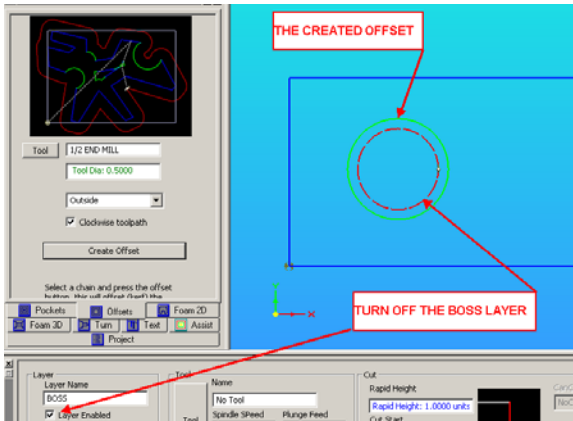 THE CREATED OFFSET
Tool
1/2 END MILL
Tool Dia: 0.5000
Outside
Clockwise toolpath
Create Offset
Select a chain and press the offset
button, this will offset (kerf) the
Pockets
Offsets
Foam 2D
Foam 3D
Turn
Text
Assist
Project
TURN OFF THE BOSS LAYER
Y
X
Layer
Layer Name
BOSS
Layer Enabled
Tool
Name
No Tool
Tool
Spindle SPeed
Plunge Feed
Cut
Rapid Height
Rapid Height: 1.0000 units
Cut Start